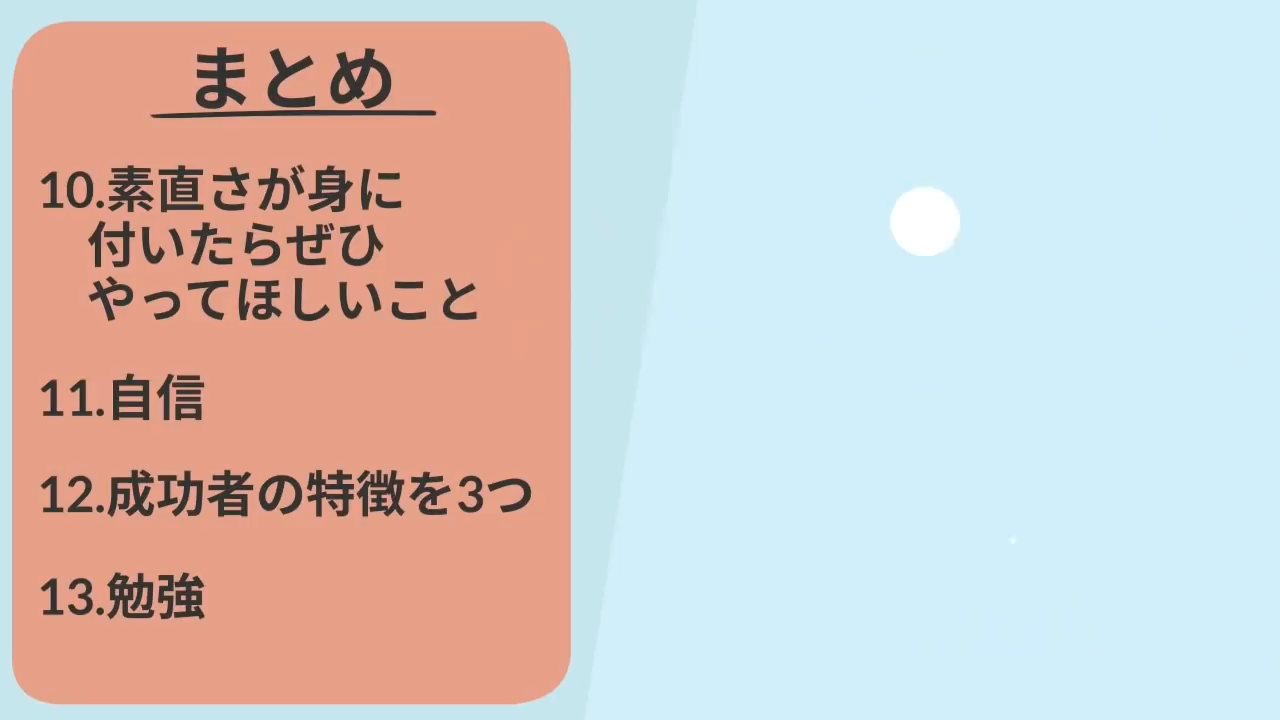 まとめ
10.素直さが身に
付いたらぜひ
やってほしいこと
11.自信
12.成功者の特徴を3つ
13.勉強